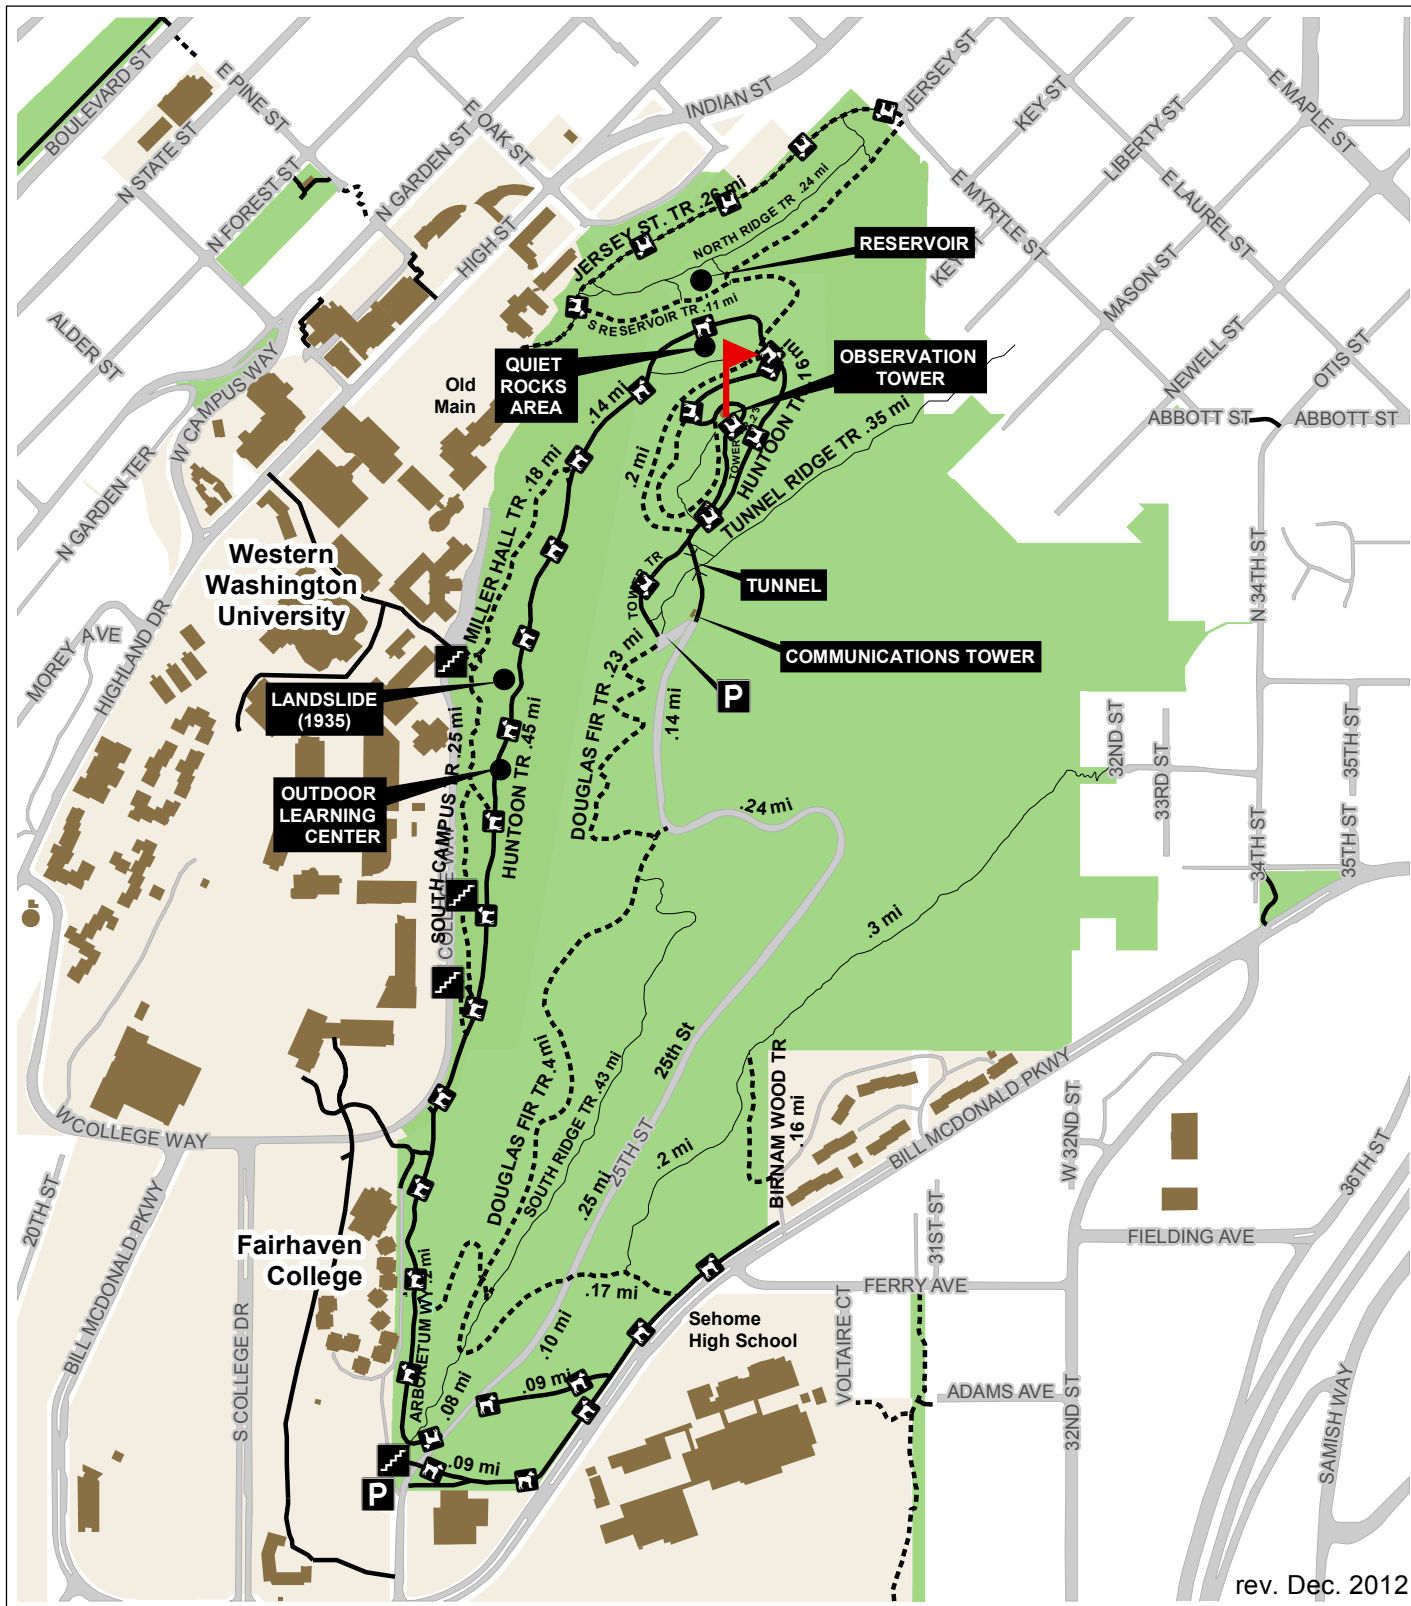 BOULEVARD ST
E PINE ST
N STATE ST
N FOREST ST
E OAK ST
N GARDEN ST
INDIAN ST
HIGH ST
JERSEY ST
KEY ST
LIBERTY ST
E MAPLE ST
E LAUREL ST
E MYRTLE ST
MASON ST
NEWELL ST
OTIS ST
ABBOTT ST
ABBOTT ST
ALDER ST
W CAMPUS WAY
N GARDEN TER
MOREY AVE
HIGHLAND DR
JERSEY ST. TR .26 mi
NORTH RIDGE TR .24 mi
RESERVOIR
S RESERVOIR TR .11 mi
QUIET
ROCKS
AREA
OBSERVATION
TOWER
Old
Main
.14 mi
.2 mi
HUNTOON TR .76 mi
TUNNEL RIDGE TR .35 mi
MILLER HALL TR .18 mi
Western
Washington
University
TOWER TR
TUNNEL
COMMUNICATIONS TOWER
P
LANDSLIDE
(1935)
OUTDOOR
LEARNING
CENTER
SOUTH CAMPUS TR .25 mi
HUNTOON TR .45 mi
DOUGLAS FIR TR .23 mi
.14 mi
.24 mi
.3 mi
N 34TH ST
32ND ST
33RD ST
35TH ST
34TH ST
35TH ST
DOUGLAS FIR TR .4 mi
SOUTH RIDGE TR .43 mi
25th St
25TH ST
.25 mi
.2 mi
BIRNAM WOOD TR
.16 mi
BILL MCDONALD PKWY
W COLLEGE WAY
20TH ST
BILL MCDONALD PKWY
S COLLEGE DR
Fairhaven
College
ARBORETUM WY .2 mi
.17 mi
.10 mi
.09 mi
.08 mi
.09 mi
P
Sehome
High School
W 32ND ST
31ST ST
FERRY AVE
VOLTAIRE CT
ADAMS AVE
32ND ST
FIELDING AVE
36TH ST
SAMISH WAY
rev. Dec. 2012